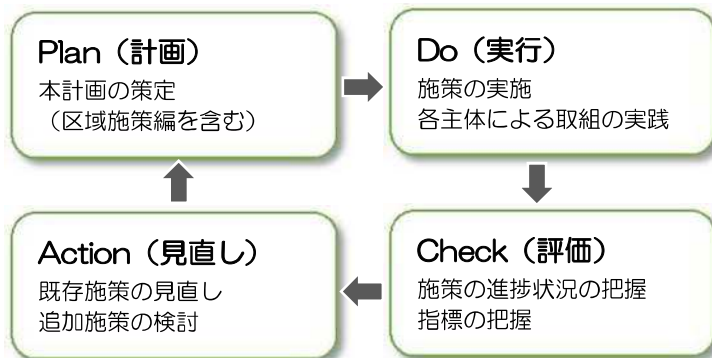 Plan（計画）
本計画の策定
（区域施策編を含む）
Do（実行）
施策の実施
各主体による取組の実践
Action（見直し）
既存施策の見直し
追加施策の検討
Check（評価）
施策の進捗状況の把握
指標の把握